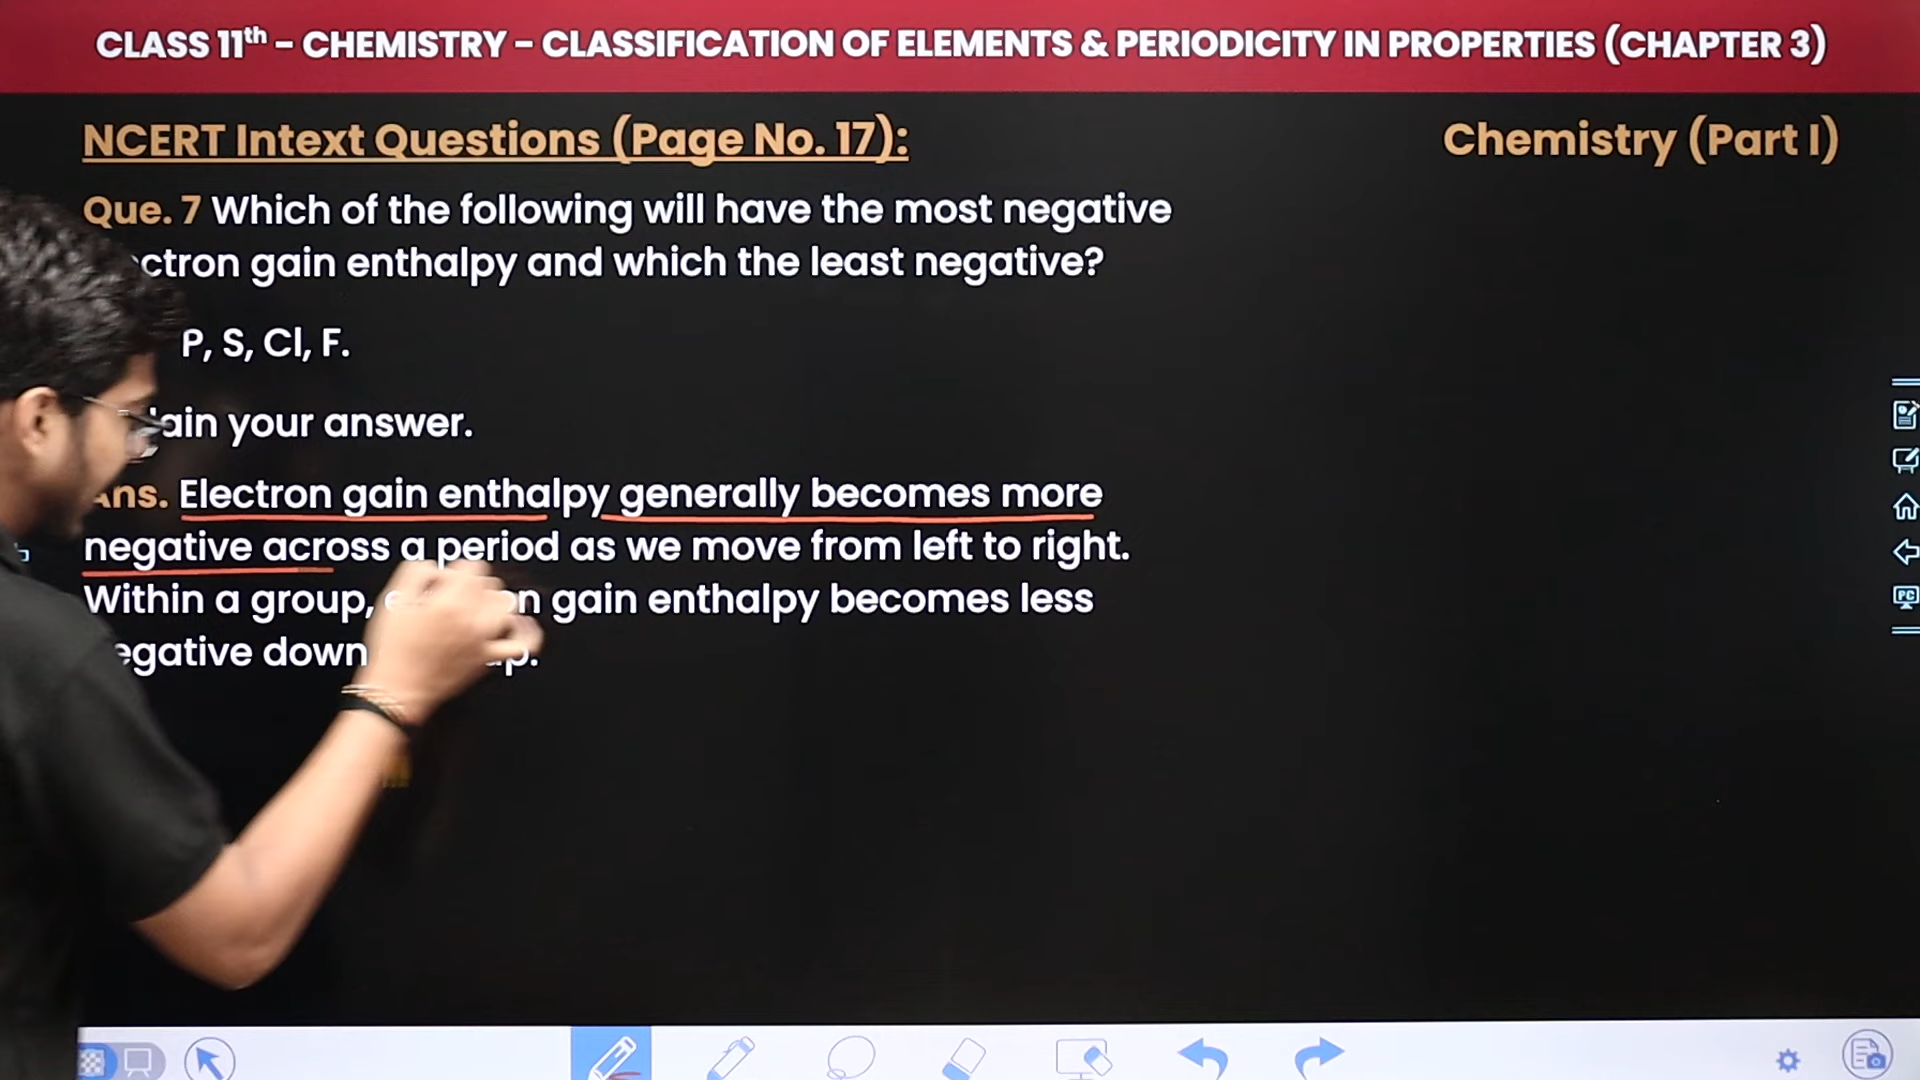 CLASS 11th – CHEMISTRY – CLASSIFICATION OF ELEMENTS & PERIODICITY IN PROPERTIES (CHAPTER 3)
NCERT Intext Questions (Page No. 17):
Chemistry (Part I)
Que. 7 Which of the following will have the most negative
ctron gain enthalpy and which the least negative?
P, S, Cl, F.
ain your answer.
Ans. Electron gain enthalpy generally becomes more
negative across a period as we move from left to right.
Within a group, gain enthalpy becomes less
egative down
PC